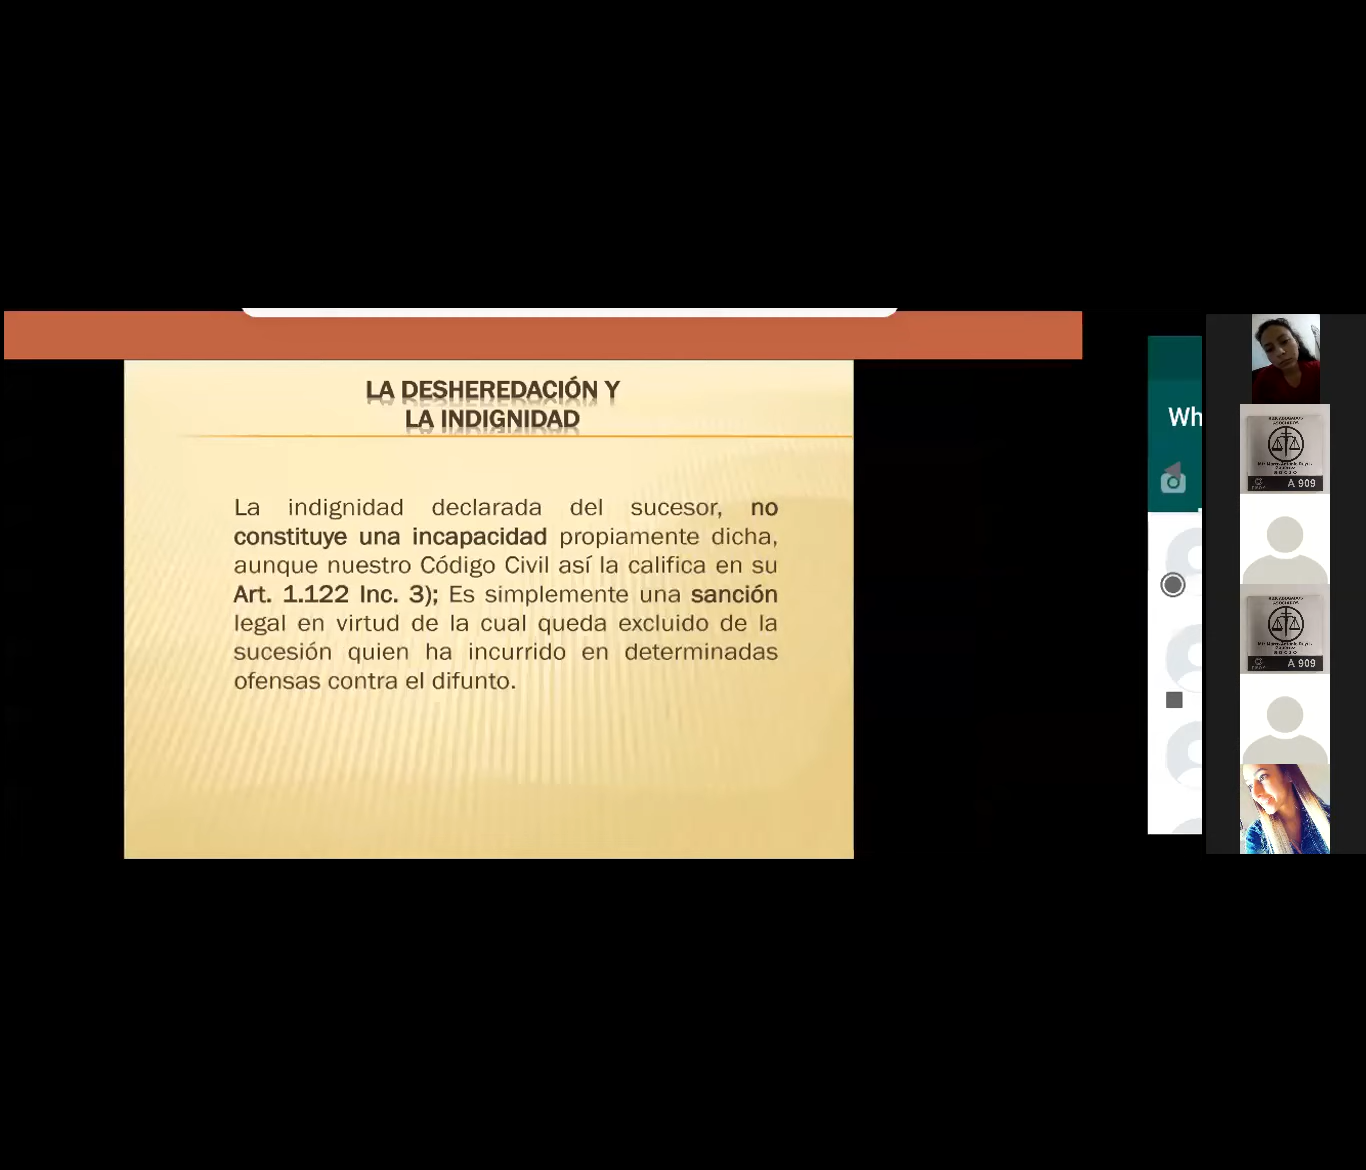 LA DESHEREDACIÓN Y
LA INDIGNIDAD
La indignidad declarada del sucesor, no
constituye una incapacidad propiamente dicha,
aunque nuestro Código Civil así la califica en su
Art. 1.122 Inc. 3); Es simplemente una sanción
legal en virtud de la cual queda excluido de la
sucesión quien ha incurrido en determinadas
ofensas contra el difunto.
Wh
ASOCIADOS
A 909
ASOCIADOS
A 909